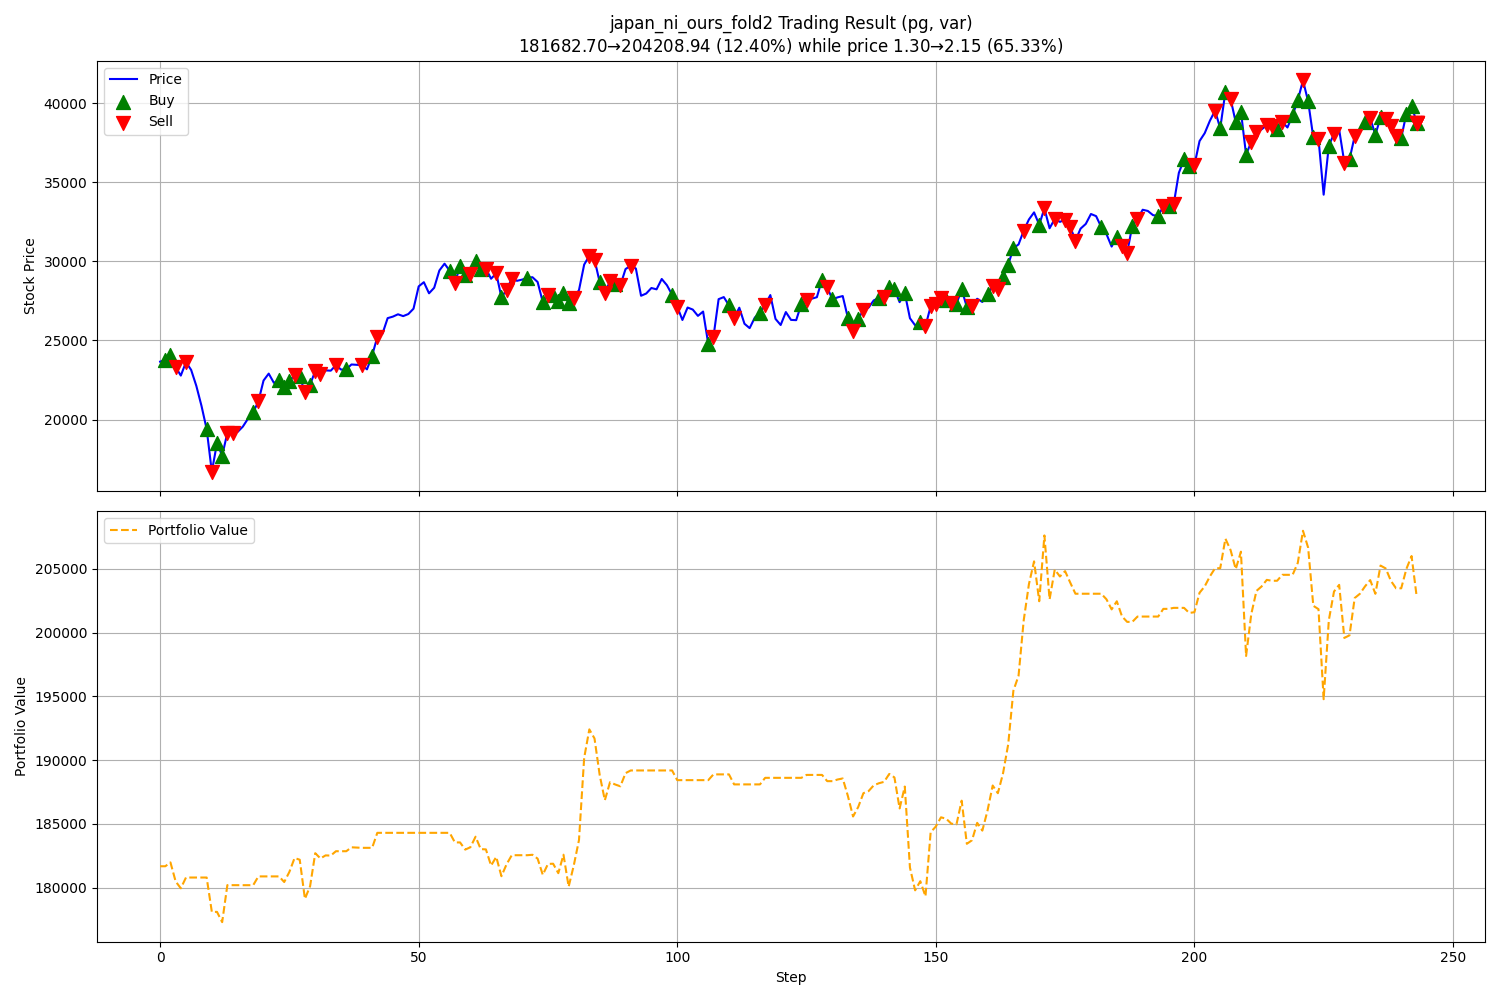 japan_ni_ours_fold2 Trading Result (pg, var)
181682.70→204208.94 (12.40%) while price 1.30→2.15 (65.33%)
Price
Buy
Sell
Stock Price
40000
35000
30000
25000
20000
Portfolio Value
Portfolio Value
205000
200000
195000
190000
185000
180000
0
50
100
150
200
250
Step